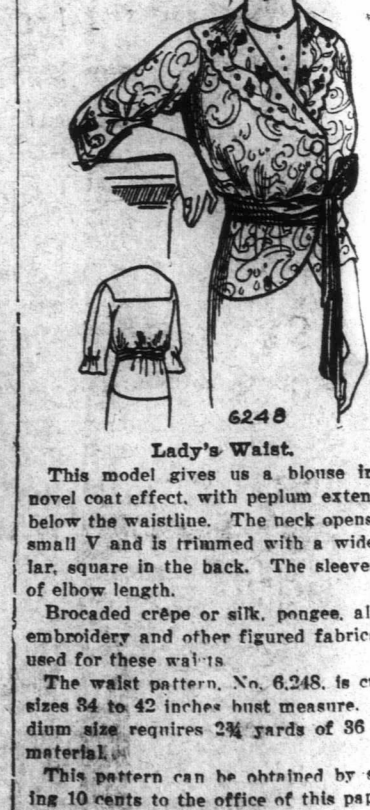 6248
Lady's Waist.
This model gives us a blouse in
novel coat effect, with peplum exten
below the waistline. The neck opens
small V and is trimmed with a wide
lar, square in the back. The sleeve
of elbow length.
Brocaded crêpe or silk, pongee, al
embroidery and other figured fabric
used for these waists
The waist pattern, No. 6,248, is cu
sizes 34 to 42 inches bust measure.
dium size requires 2¾ yards of 36
material.
This pattern can be obtained by
ing 10 cents to the office of this pap